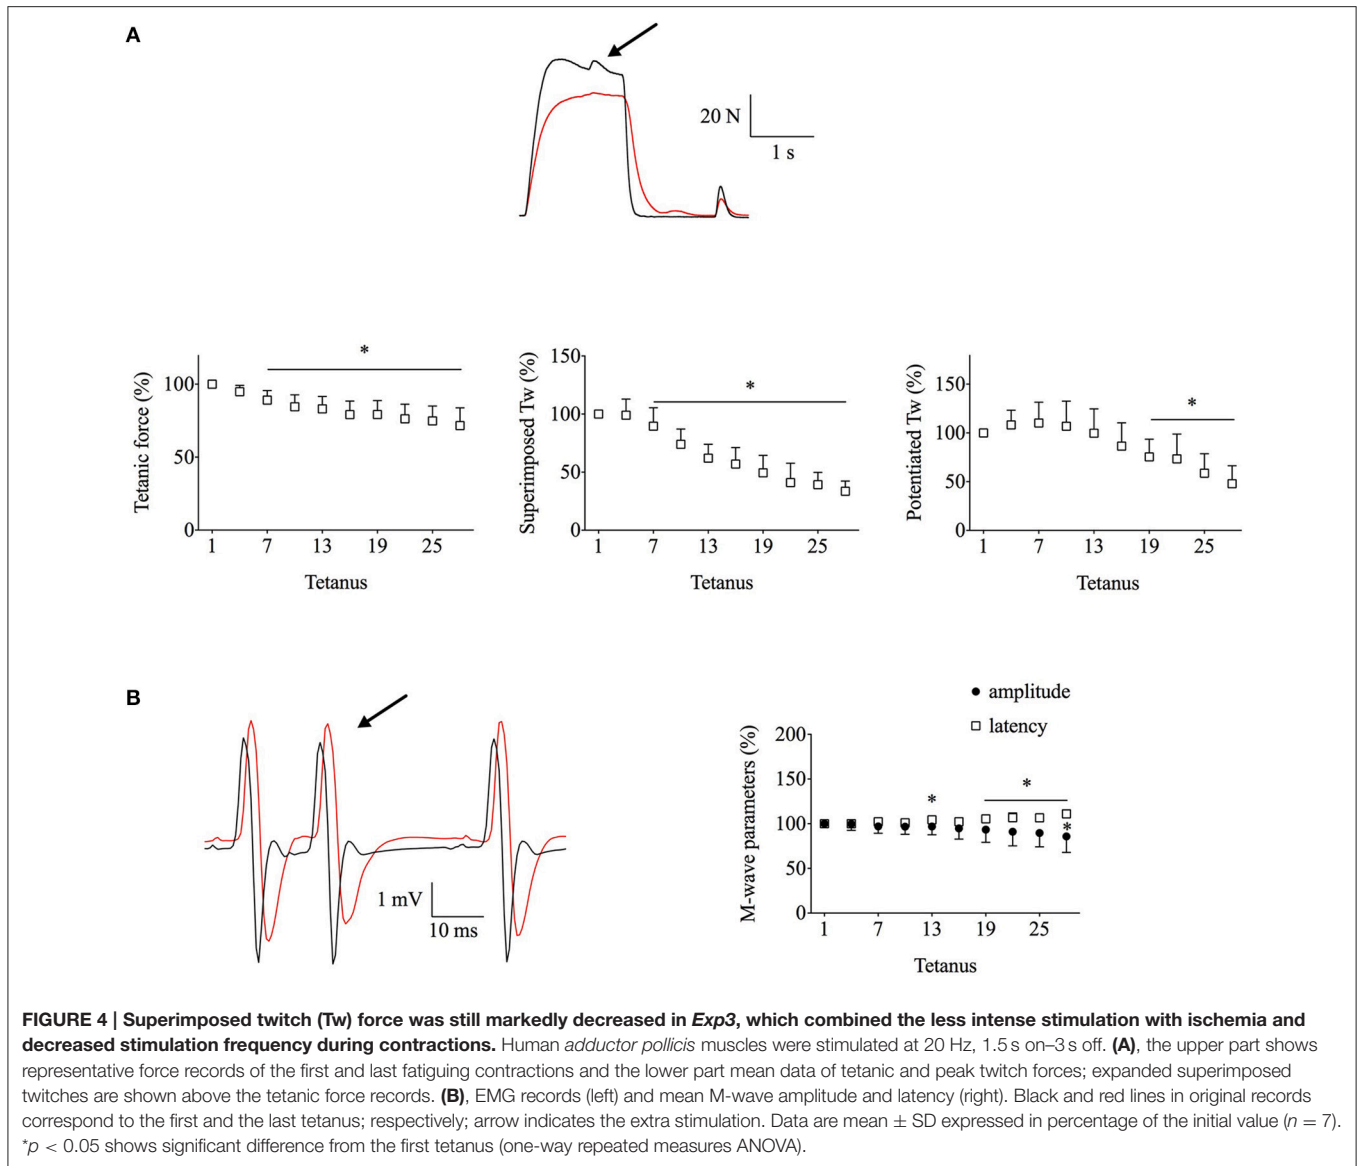 A
20 N
1 s
Tetanic force (%)
100
50
0
*
1 7 13 19 25
Tetanus
Superimposed Tw (%)
150
100
50
0
*
1 7 13 19 25
Tetanus
Potentiated Tw (%)
150
100
50
0
*
1 7 13 19 25
Tetanus
B
1 mV
10 ms
amplitude
latency
M-wave parameters (%)
200
150
100
50
0
*
*
*
1 7 13 19 25
Tetanus
FIGURE 4 | Superimposed twitch (Tw) force was still markedly decreased in Exp3, which combined the less intense stimulation with ischemia and
decreased stimulation frequency during contractions. Human adductor pollicis muscles were stimulated at 20 Hz, 1.5 s on–3 s off. (A), the upper part shows
representative force records of the first and last fatiguing contractions and the lower part mean data of tetanic and peak twitch forces; expanded superimposed
twitches are shown above the tetanic force records. (B), EMG records (left) and mean M-wave amplitude and latency (right). Black and red lines in original records
correspond to the first and the last tetanus; respectively; arrow indicates the extra stimulation. Data are mean ± SD expressed in percentage of the initial value (n = 7).
*p < 0.05 shows significant difference from the first tetanus (one-way repeated measures ANOVA).